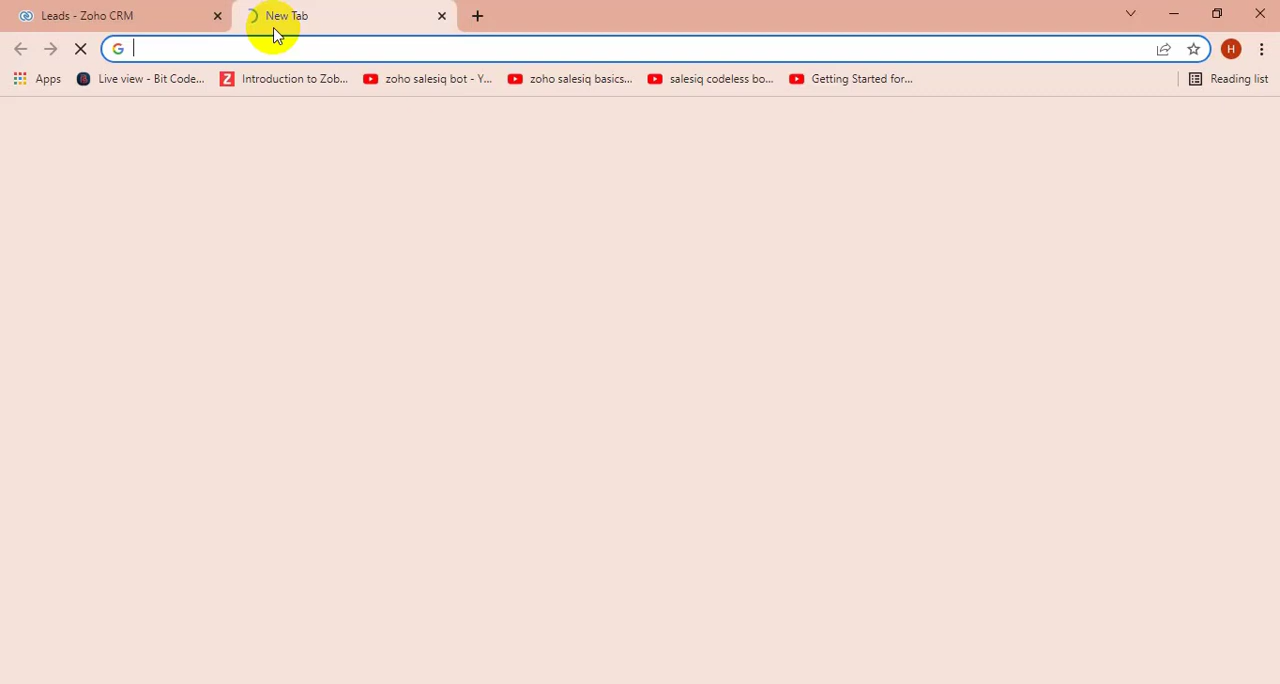 Leads - Zoho CRM
New Tab
Apps
Live view - Bit Code...
Introduction to Zob...
zoho salesiq bot - Y...
zoho salesiq basics...
salesiq codeless bo...
Getting Started for...
Reading list
H